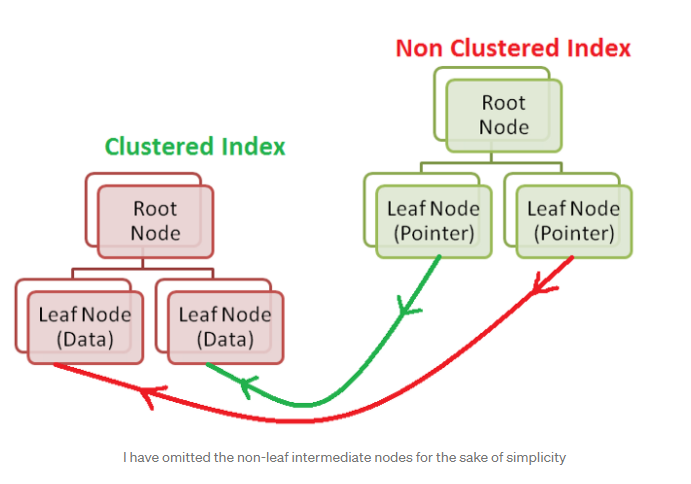 Non Clustered Index
Root
Node
Leaf Node
(Pointer)
Leaf Node
(Pointer)
Clustered Index
Root
Node
Leaf Node
(Data)
Leaf Node
(Data)
I have omitted the non-leaf intermediate nodes for the sake of simplicity